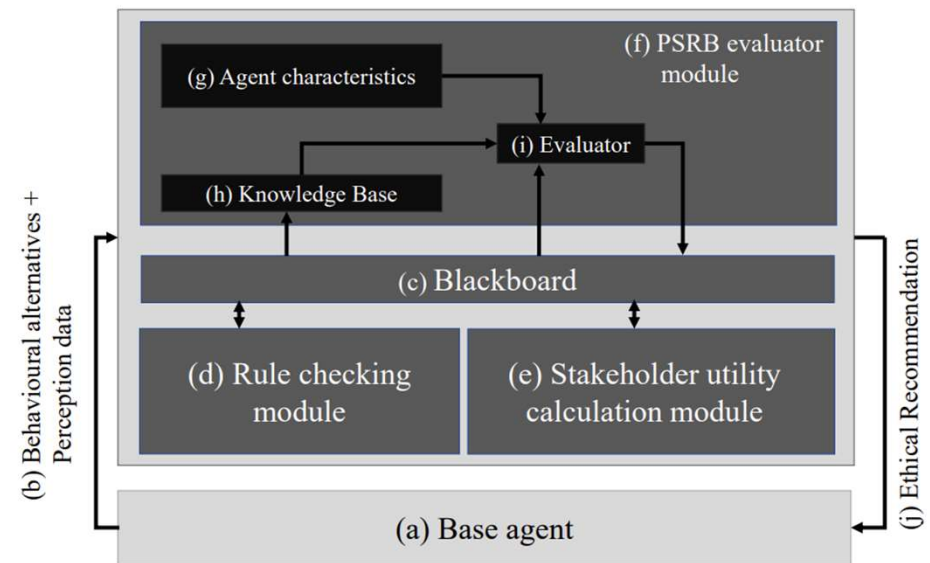 (f) PSRB evaluator
module
(g) Agent characteristics
(i) Evaluator
(h) Knowledge Base
(c) Blackboard
(d) Rule checking
module
(e) Stakeholder utility
calculation module
(b) Behavioural alternatives +
Perception data
(j) Ethical Recommendation
(a) Base agent